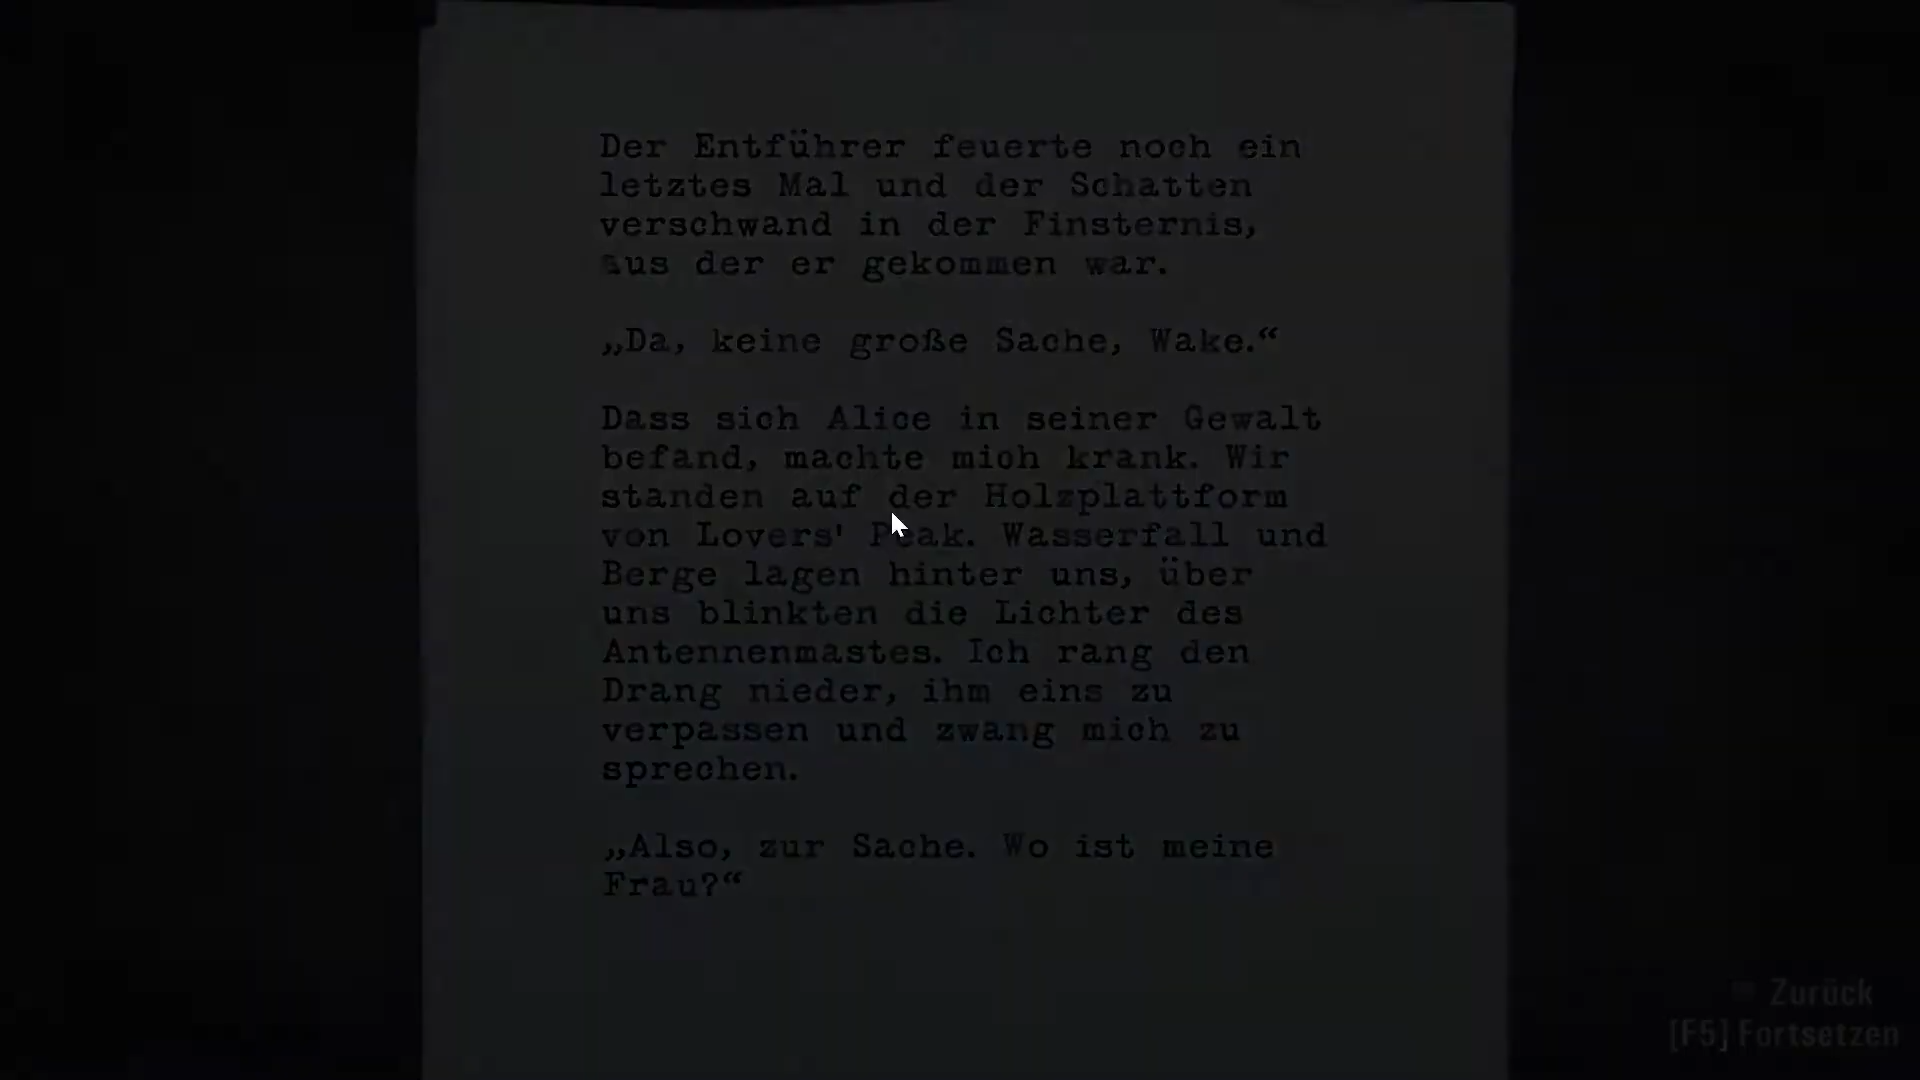 Der Entführer feuerte noch ein
letztes Mal und der Schatten
verschwand in der Finsternis,
aus der er gekommen war.
„Da, keine große Sache, Wake.“
Dass sich Alice in seiner Gewalt
befand, machte mich krank. Wir
standen auf der Holzplattform
von Lovers' Peak. Wasserfall und
Berge lagen hinter uns, über
uns blinkten die Lichter des
Antennenmastes. Ich rang den
Drang nieder, ihm eins zu
verpassen und zwang mich zu
sprechen.
„Also, zur Sache. Wo ist meine
Frau?“
Zurück
[F5] Fortsetzen